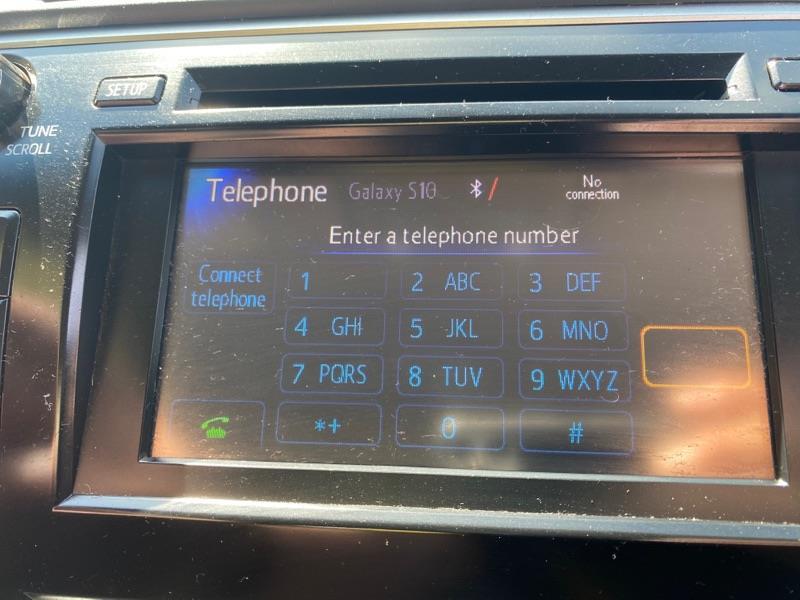 SETUP
TUNE
SCROLL
Telephone Galaxy S10 No
connection
Enter a telephone number
Connect
telephone
1 2 ABC 3 DEF
4 GHI 5 JKL 6 MNO
7 PQRS 8 TUV 9 WXYZ
*+ 0 #